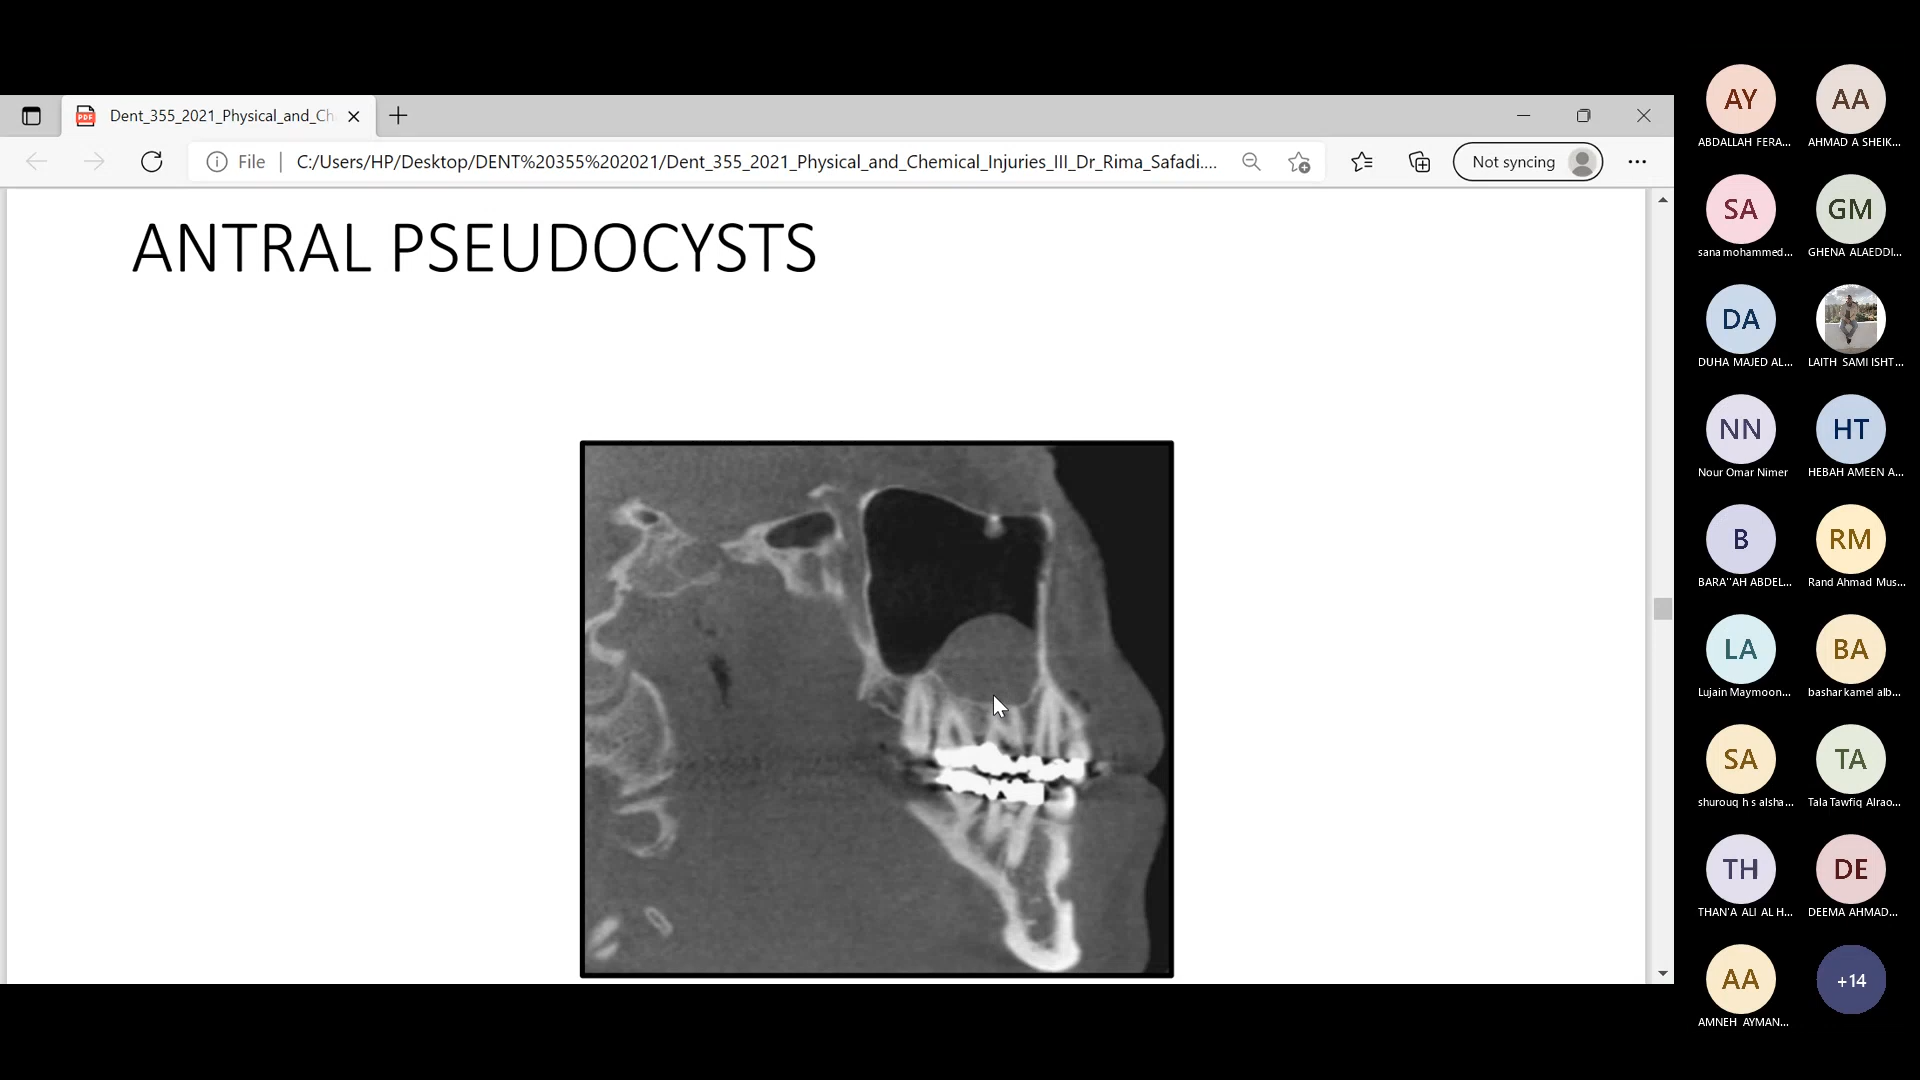 Dent_355_2021_Physical_and_Ch
File
C:/Users/HP/Desktop/DENT%20355%202021/Dent_355_2021_Physical_and_Chemical_Injuries_III_Dr_Rima_Safadi....
Not syncing
ANTRAL PSEUDOCYSTS
AY
AA
ABDALLAH FERA...
AHMAD A SHEIK...
SA
GM
sana mohammed...
GHENA ALAEDDI...
DA
DUHA MAJED AL...
LAITH SAMI ISHT...
NN
HT
Nour Omar Nimer
HEBAH AMEEN A...
B
RM
BARA''AH ABDEL...
Rand Ahmad Mus...
LA
BA
Lujain Maymoon...
bashar kamel alb...
SA
TA
shurouq h s alsha...
Tala Tawfiq Alrao...
TH
DE
THAN'A ALI AL H...
DEEMA AHMAD...
AA
+14
AMNEH AYMAN...